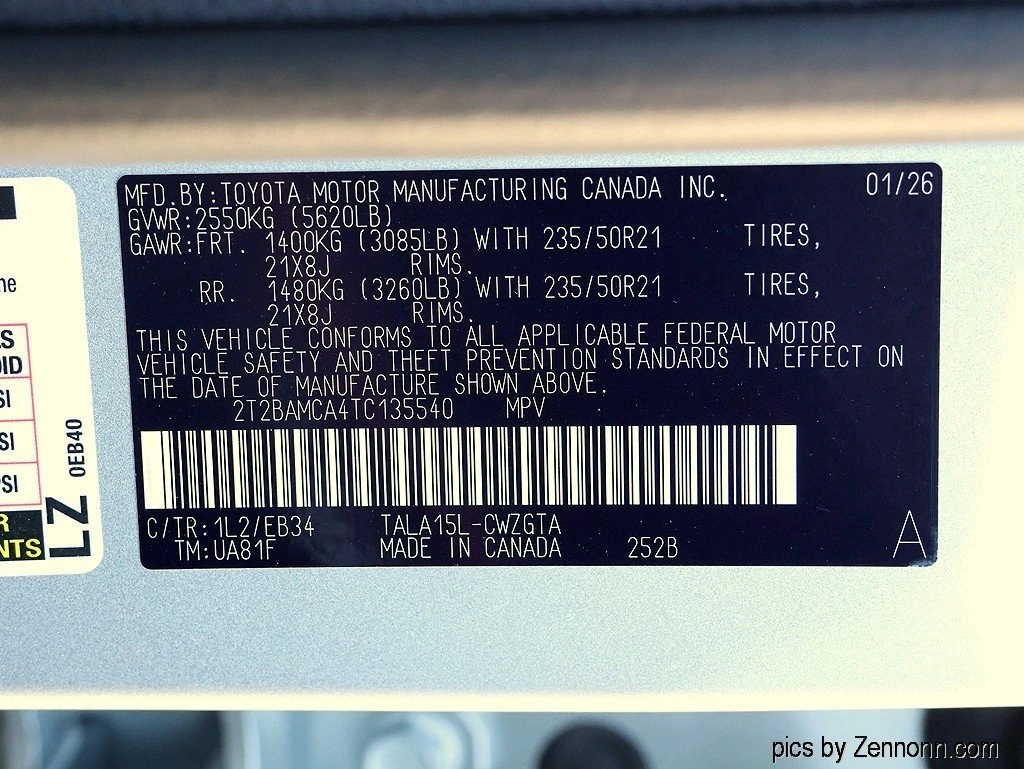 MFD.BY:TOYOTA MOTOR MANUFACTURING CANADA INC. 01/26
GVWR:2550KG (5620LB)
GAWR:FRT. 1400KG (3085LB) WITH 235/50R21 TIRES,
21X8J RIMS.
RR. 1480KG (3260LB) WITH 235/50R21 TIRES,
21X8J RIMS.
THIS VEHICLE CONFORMS TO ALL APPLICABLE FEDERAL MOTOR
VEHICLE SAFETY AND THEFT PREVENTION STANDARDS IN EFFECT ON
THE DATE OF MANUFACTURE SHOWN ABOVE.
2T2BAMCA4TC135540 MPV
C/TR:1L2/EB34 TALA15L-CWZGTA
TM:UA81F MADE IN CANADA 252B
A
LZ 0EB40
NTS
pics by Zennonn.com